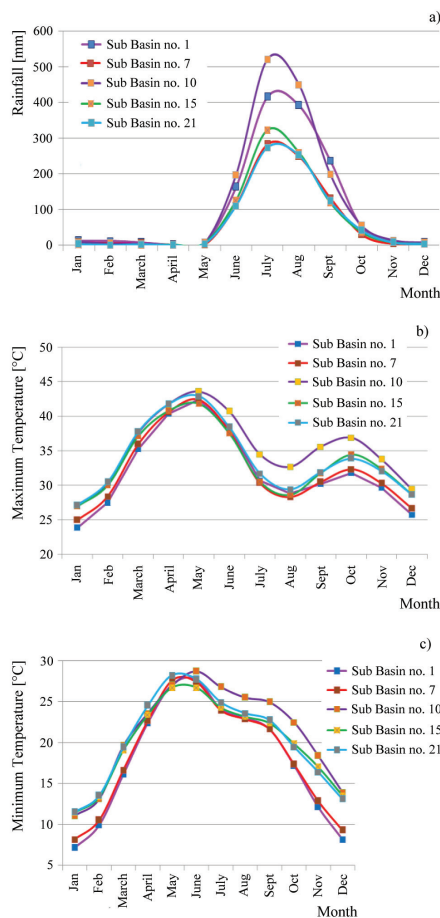 a)
Rainfall [mm]
600
500
400
300
200
100
0
Sub Basin no. 1
Sub Basin no. 7
Sub Basin no. 10
Sub Basin no. 15
Sub Basin no. 21
Jan
Feb
March
April
May
June
July
Aug
Sept
Oct
Nov
Dec
Month
b)
Maximum Temperature [°C]
50
45
40
35
30
25
20
Sub Basin no. 1
Sub Basin no. 7
Sub Basin no. 10
Sub Basin no. 15
Sub Basin no. 21
Jan
Feb
March
April
May
June
July
Aug
Sept
Oct
Nov
Dec
Month
c)
Minimum Temperature [°C]
30
25
20
15
10
5
Sub Basin no. 1
Sub Basin no. 7
Sub Basin no. 10
Sub Basin no. 15
Sub Basin no. 21
Jan
Feb
March
April
May
June
July
Aug
Sept
Oct
Nov
Dec
Month